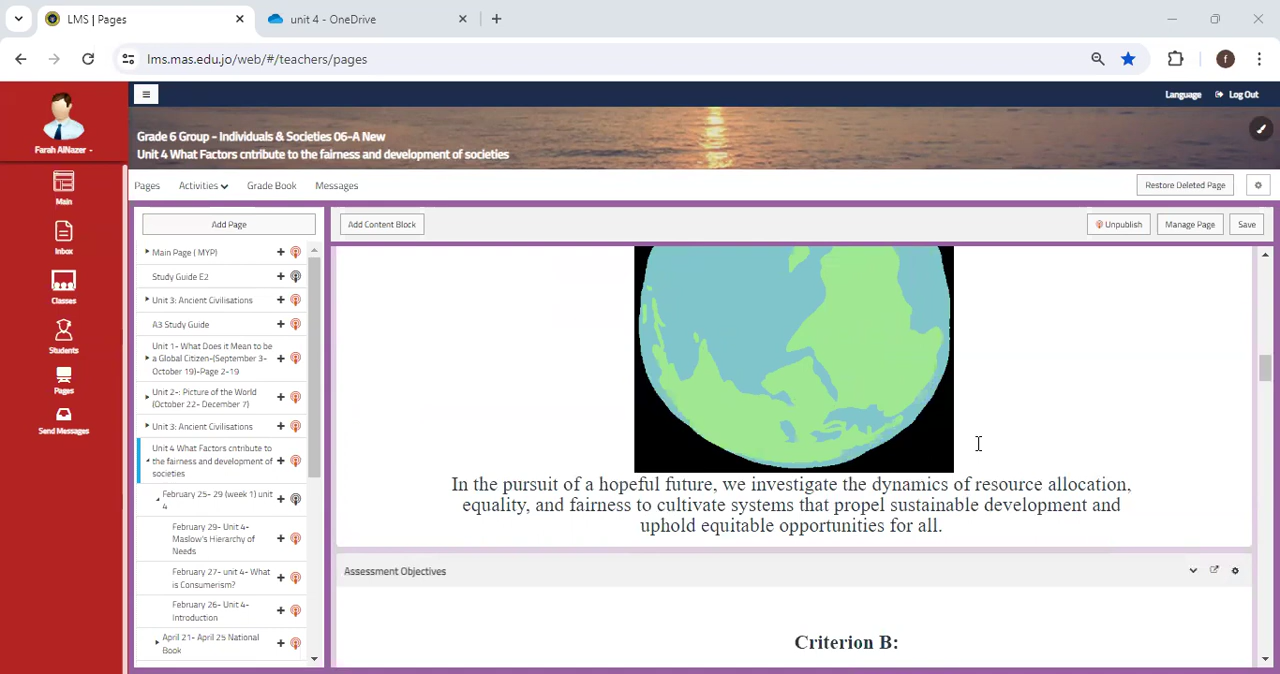 LMS | Pages
unit 4 - OneDrive
lms.mas.edu.jo/web/#/teachers/pages
f
Language
Log Out
Farah AlNazer
Grade 6 Group - Individuals & Societies 06-A New
Unit 4 What Factors cntribute to the fairness and development of societies
Pages
Activities
Grade Book
Messages
Restore Deleted Page
Main
Inbox
Classes
Students
Pages
Send Messages
Add Page
Main Page ( MYP)
Study Guide E2
Unit 3: Ancient Civilisations
A3 Study Guide
Unit 1- What Does it Mean to be
a Global Citizen-(September 3-
October 19)-Page 2-19
Unit 2-: Picture of the World
(October 22- December 7)
Unit 3: Ancient Civilisations
Unit 4 What Factors cntribute to
the fairness and development of
societies
February 25- 29 (week 1) unit
4
February 29- Unit 4-
Maslow's Hierarchy of
Needs
February 27- unit 4- What
is Consumerism?
February 26- Unit 4-
Introduction
April 21- April 25 National
Book
Add Content Block
Unpublish
Manage Page
Save
In the pursuit of a hopeful future, we investigate the dynamics of resource allocation,
equality, and fairness to cultivate systems that propel sustainable development and
uphold equitable opportunities for all.
Assessment Objectives
Criterion B: